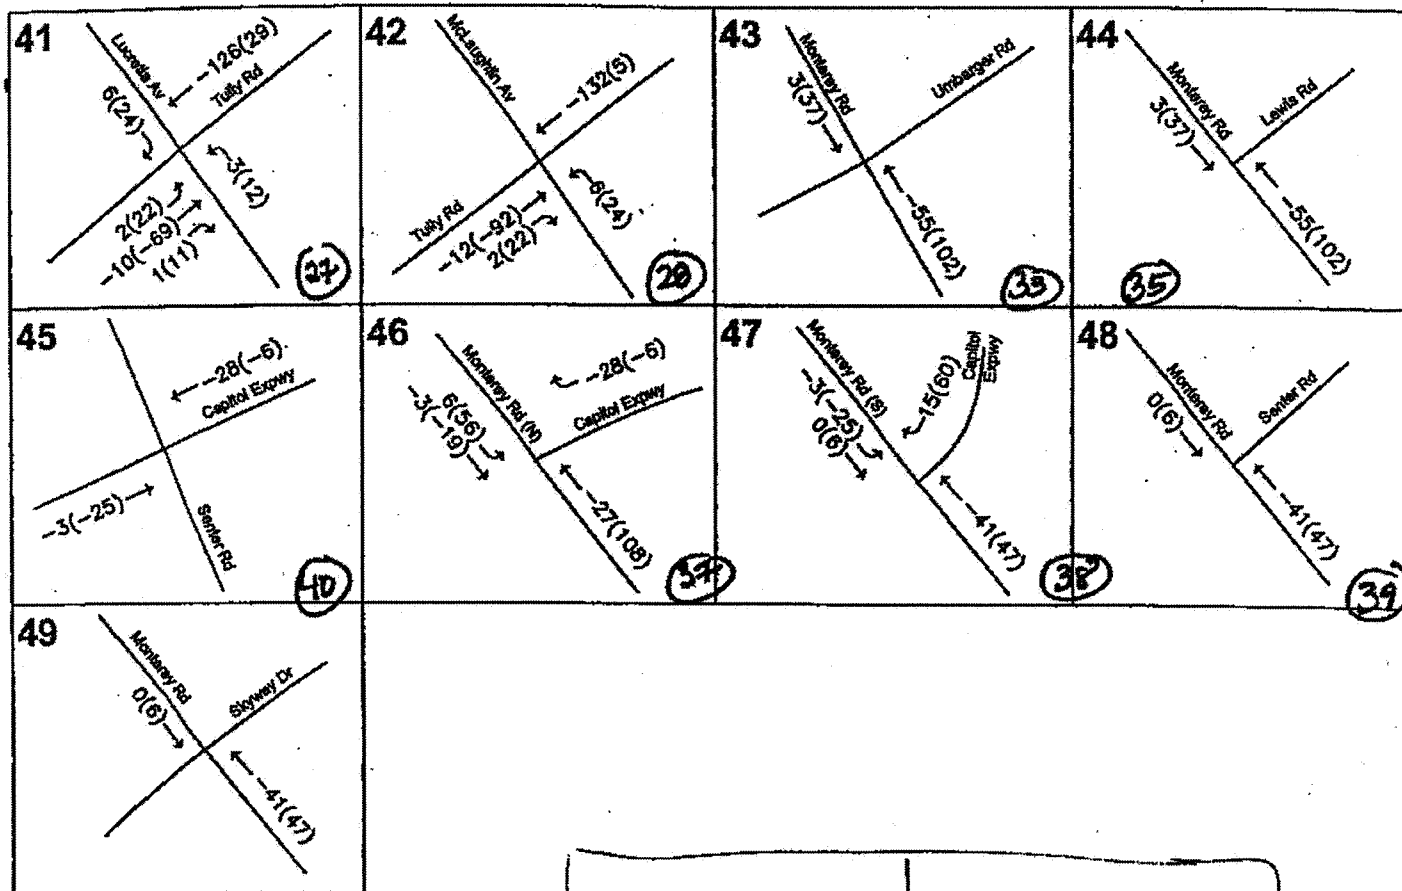 41
Lucretia Av
-126(29)
Tully Rd
6(24)
3(12)
2(22)
-10(-69)
1(11)
27
42
McLaughlin Av
-132(5)
Tully Rd
6(24)
-12(-92)
2(22)
28
43
Monterey Rd
Umbarger Rd
3(37)
-55(102)
33
44
Monterey Rd
Lewis Rd
3(37)
-55(102)
35
45
-28(-6)
Capitol Expwy
-3(-25)
Senter Rd
40
46
Monterey Rd (N)
-28(-6)
Capitol Expwy
6(56)
-3(-19)
-27(108)
37
47
Monterey Rd (S)
-15(60)
Capitol
Expwy
-3(-25)
0(6)
-41(47)
38
48
Monterey Rd
Senter Rd
0(6)
-41(47)
39
49
Monterey Rd
Skyway Dr
0(6)
-41(47)